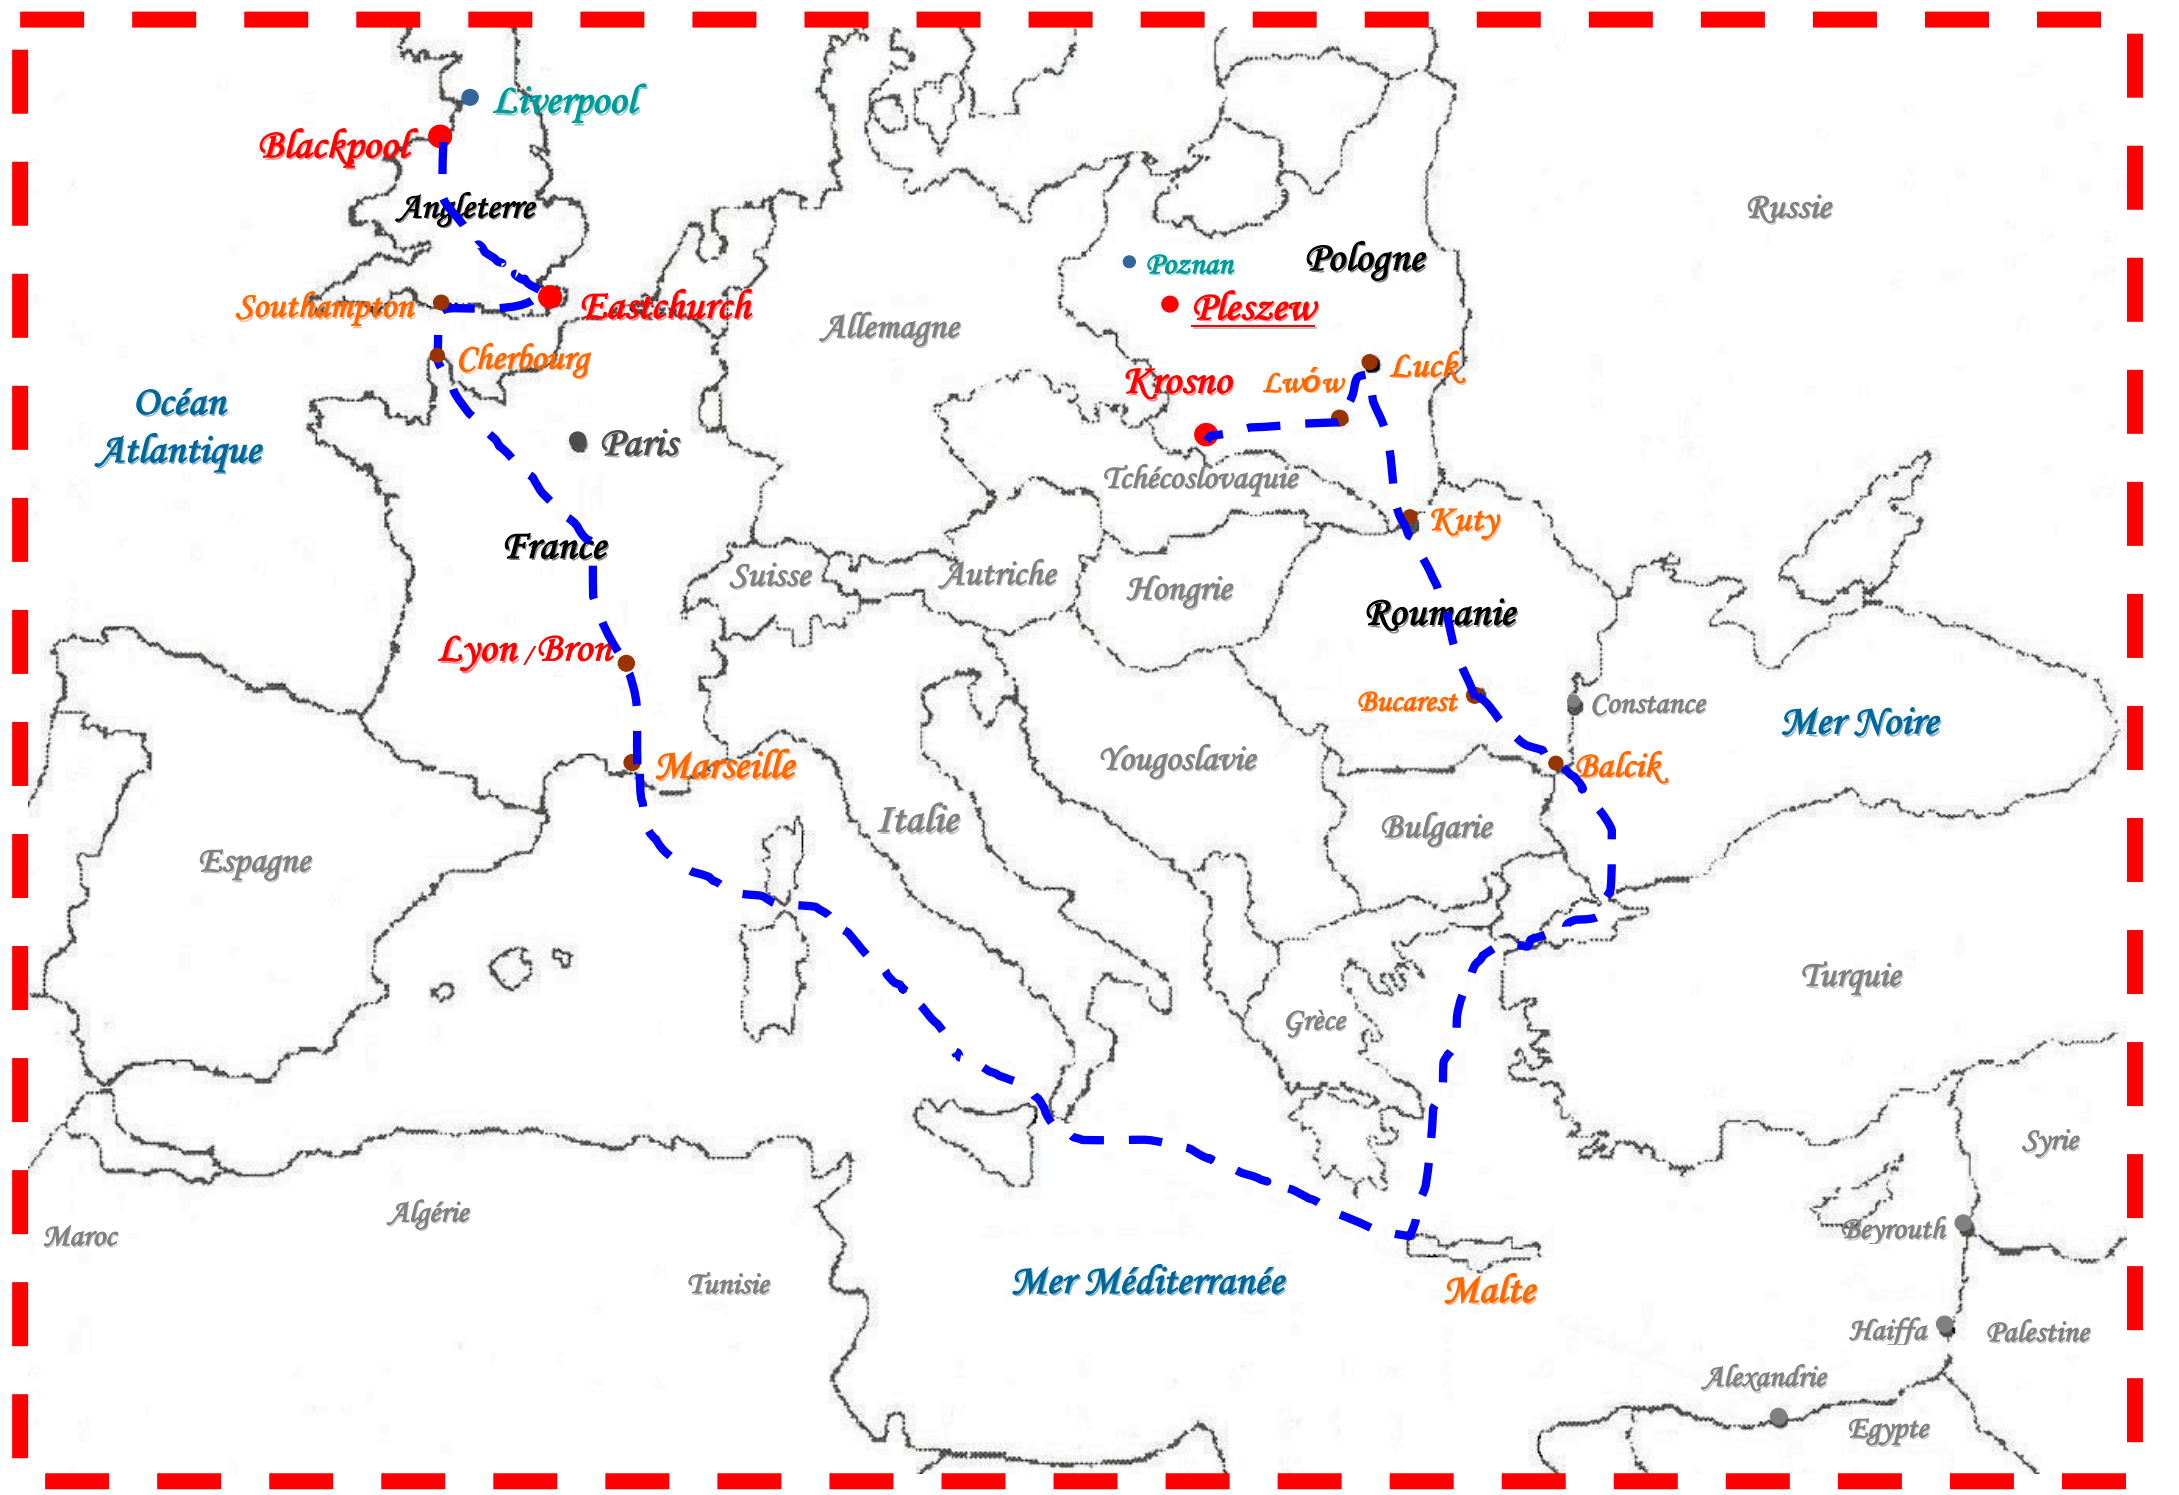 Liverpool
Blackpool
Angleterre
Russie
Pologne
Poznan
Southampton
Eastchurch
Pleszew
Allemagne
Cherbourg
Luck
Krosno
Lwów
Océan
Atlantique
Paris
Tchécoslovaquie
Kuty
France
Suisse
Autriche
Hongrie
Roumanie
Lyon / Bron
Bucarest
Constance
Mer Noire
Marseille
Yougoslavie
Balcik
Italie
Bulgarie
Espagne
Turquie
Grèce
Syrie
Algérie
Maroc
Beyrouth
Tunisie
Mer Méditerranée
Malte
Haiffa
Palestine
Alexandrie
Egypte